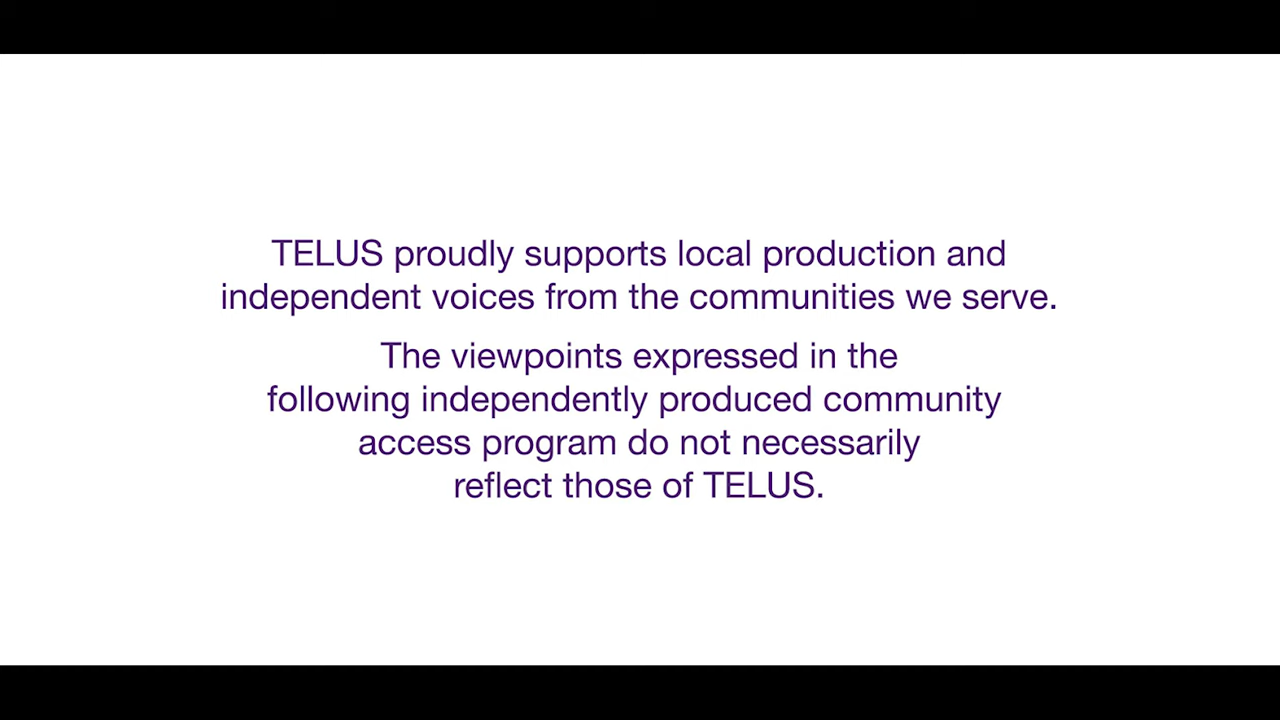 TELUS proudly supports local production and
independent voices from the communities we serve.
The viewpoints expressed in the
following independently produced community
access program do not necessarily
reflect those of TELUS.